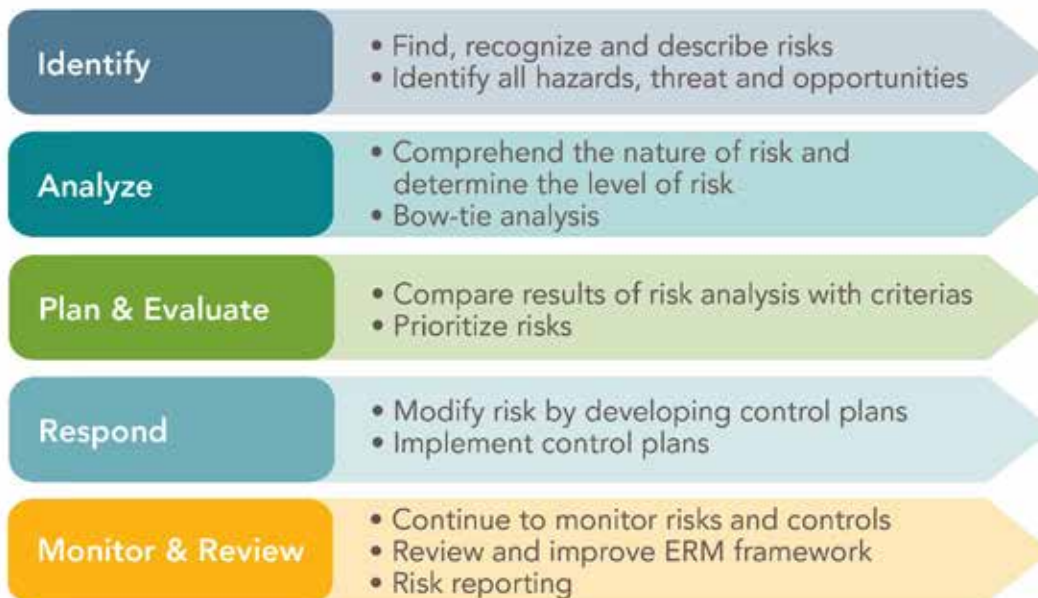 Identify
• Find, recognize and describe risks
• Identify all hazards, threat and opportunities
Analyze
• Comprehend the nature of risk and
determine the level of risk
• Bow-tie analysis
Plan & Evaluate
• Compare results of risk analysis with criterias
• Prioritize risks
Respond
• Modify risk by developing control plans
• Implement control plans
Monitor & Review
• Continue to monitor risks and controls
• Review and improve ERM framework
• Risk reporting